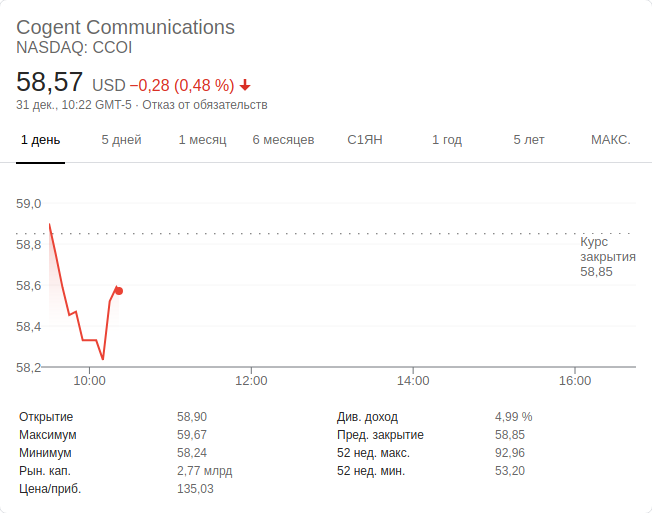 Cogent Communications
NASDAQ: CCOI
58,57 USD −0,28 (0,48 %)
31 дек., 10:22 GMT-5 · Отказ от обязательств
1 день 5 дней 1 месяц 6 месяцев С1ЯН 1 год 5 лет МАКС.
59,0
58,8
58,6
58,4
58,2
Курс
закрытия
58,85
10:00 12:00 14:00 16:00
Открытие 58,90 Див. доход 4,99 %
Максимум 59,67 Пред. закрытие 58,85
Минимум 58,24 52 нед. макс. 92,96
Рын. кап. 2,77 млрд 52 нед. мин. 53,20
Цена/приб. 135,03